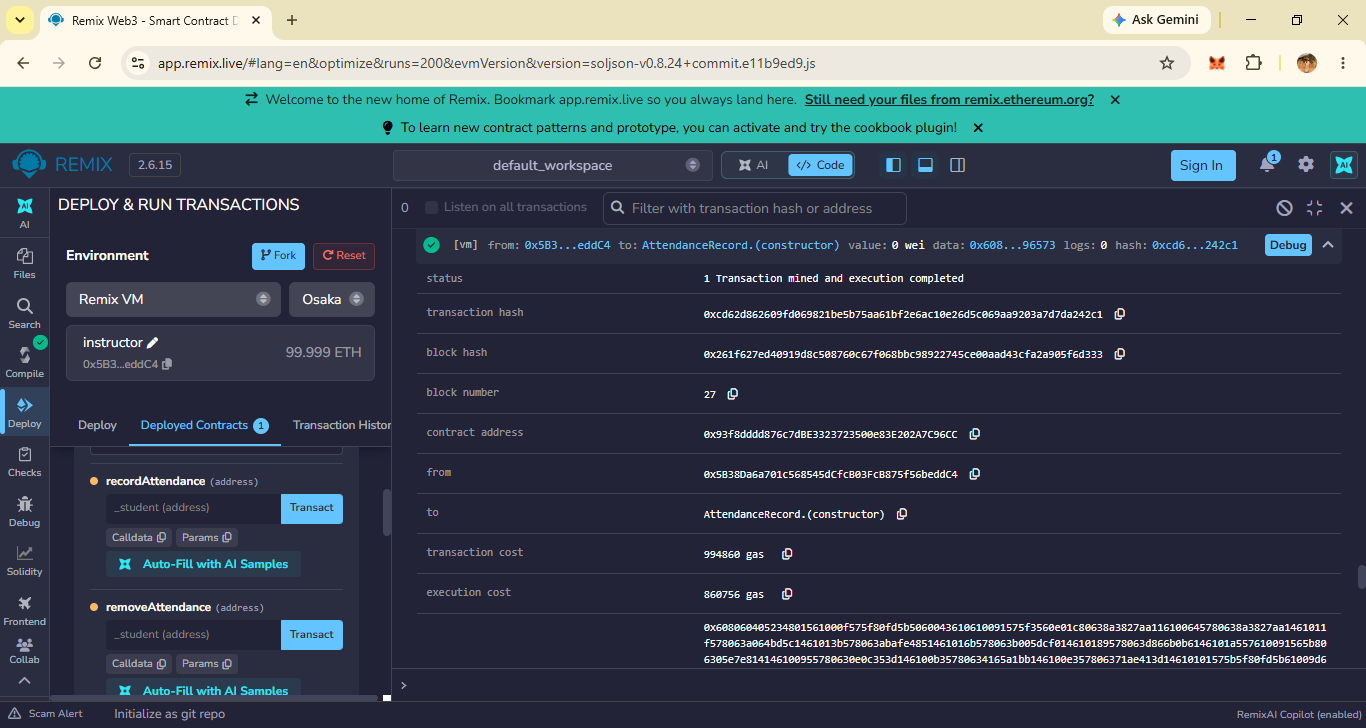 Remix Web3 - Smart Contract D
Ask Gemini
app.remix.live/#lang=en&optimize&runs=200&evmVersion&version=soljson-v0.8.24+commit.e11b9ed9.js
Welcome to the new home of Remix. Bookmark app.remix.live so you always land here. Still need your files from remix.ethereum.org?
To learn new contract patterns and prototype, you can activate and try the cookbook plugin!
REMIX 2.6.15 default_workspace AI Code Sign In 1 AI
AI
Files
Search
Compile
Deploy
Checks
Debug
Solidity
Frontend
Collab
DEPLOY & RUN TRANSACTIONS
Environment Fork Reset
Remix VM Osaka
instructor
0x5B3...eddC4 99.999 ETH
Deploy Deployed Contracts 1 Transaction Histor
recordAttendance (address)
_student (address) Transact
Calldata Params
Auto-Fill with AI Samples
removeAttendance (address)
_student (address) Transact
Calldata Params
Auto-Fill with AI Samples
0 Listen on all transactions Filter with transaction hash or address
[vm] from: 0x5B3...eddC4 to: AttendanceRecord.(constructor) value: 0 wei data: 0x608...96573 logs: 0 hash: 0xcd6...242c1 Debug
status 1 Transaction mined and execution completed
transaction hash 0xcd62d862609fd069821be5b75aa61bf2e6ac10e26d5c069aa9203a7d7da242c1
block hash 0x261f627ed40919d8c508760c67f068bbc98922745ce00aad43cfa2a905f6d333
block number 27
contract address 0x93f8dddd876c7dBE3323723500e83E202A7C96CC
from 0x5B38Da6a701c568545dCfcB03FcB875f56beddC4
to AttendanceRecord.(constructor)
transaction cost 994860 gas
execution cost 860756 gas
0x608060405234801561000f575f80fd5b5060043610610091575f3560e01c80638a3827aa116100645780638a3827aa1461011
f578063a064bd5c1461013b578063abafe4851461016b578063b005dcf014610189578063d866b0b6146101a557610091565b80
6305e7e814146100955780630e0c353d146100b35780634165a1bb146100e357806371ae413d14610101575b5f80fd5b61009d6
>
Scam Alert Initialize as git repo RemixAI Copilot (enabled)